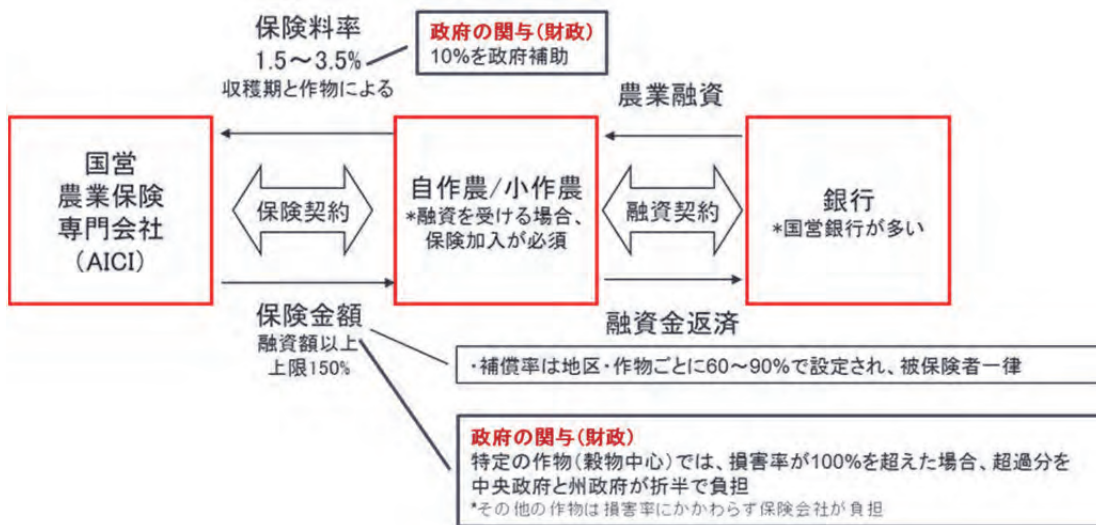 保険料率
1.5～3.5%
収穫期と作物による
政府の関与(財政)
10%を政府補助
農業融資
国営
農業保険
専門会社
(AICI)
保険契約
自作農/小作農
*融資を受ける場合、
保険加入が必須
融資契約
銀行
*国営銀行が多い
保険金額
融資額以上
上限150%
融資金返済
・補償率は地区・作物ごとに60～90%で設定され、被保険者一律
政府の関与(財政)
特定の作物(穀物中心)では、損害率が100%を超えた場合、超過分を
中央政府と州政府が折半で負担
*その他の作物は損害率にかかわらず保険会社が負担